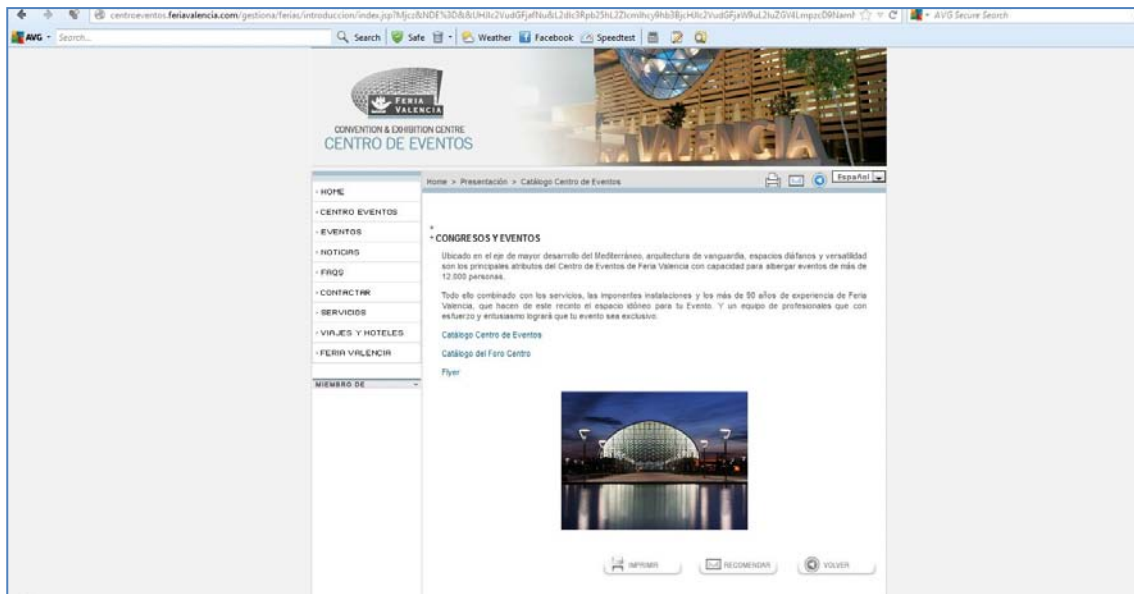 centroeventos.feriavalencia.com/gestiona/ferias/introduccion/index.jsp?
AVG Secure Search
AVG Search... Search Safe Weather Facebook Speedtest
FERIA
VALENCIA
CONVENTION & EXHIBITION CENTRE
CENTRO DE EVENTOS
VALENCIA
Home > Presentación > Catálogo Centro de Eventos
Español
HOME
CENTRO EVENTOS
EVENTOS
NOTICIAS
FAQS
CONTACTAR
SERVICIOS
VIAJES Y HOTELES
FERIA VALENCIA
MIEMBRO DE
CONGRESOS Y EVENTOS
Ubicado en el eje de mayor desarrollo del Mediterráneo, arquitectura de vanguardia, espacios diáfanos y versatilidad
son los principales atributos del Centro de Eventos de Feria Valencia con capacidad para albergar eventos de más de
12.000 personas.
Todo ello combinado con los servicios, las imponentes instalaciones y los más de 90 años de experiencia de Feria
Valencia, que hacen de este recinto el espacio idóneo para tu Evento. Y un equipo de profesionales que con
esfuerzo y entusiasmo logrará que tu evento sea exclusivo.
Catálogo Centro de Eventos
Catálogo del Foro Centro
Flyer
IMPRIMIR
RECOMENDAR
VOLVER